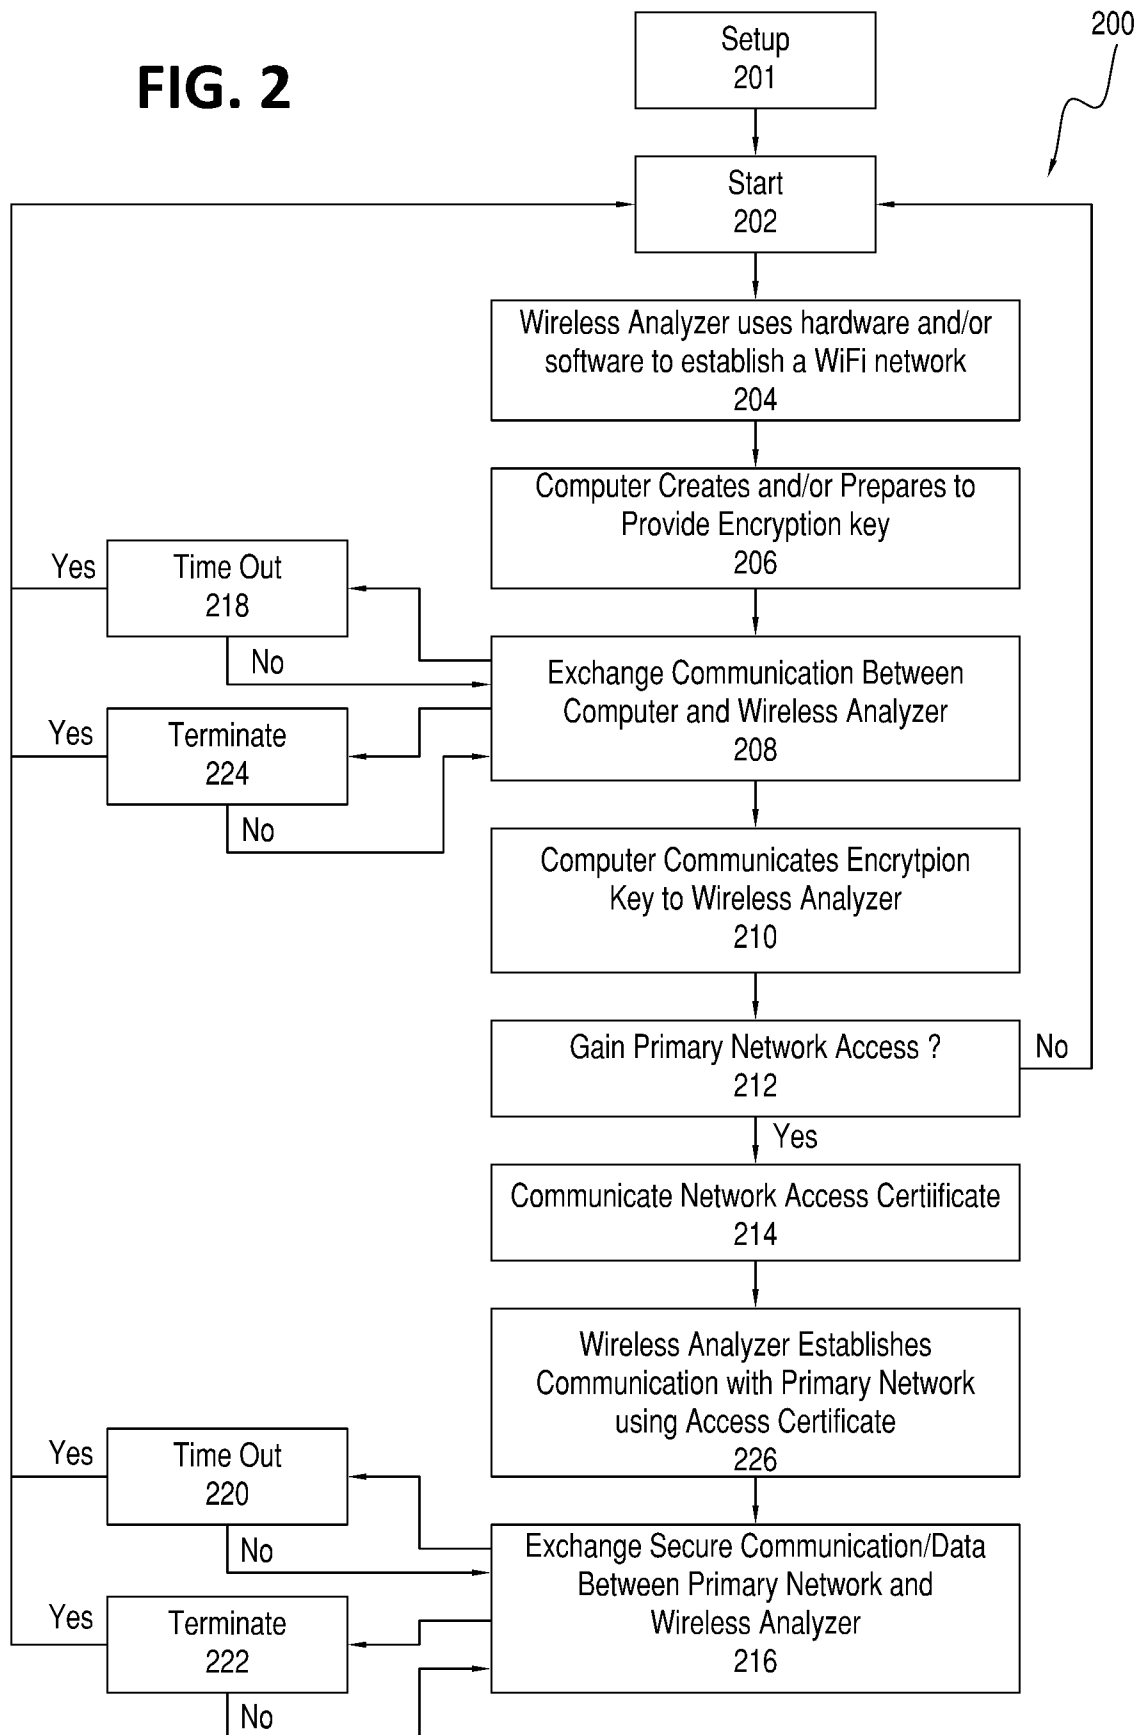 FIG. 2
200
Setup
201
Start
202
Wireless Analyzer uses hardware and/or
software to establish a WiFi network
204
Computer Creates and/or Prepares to
Provide Encryption key
206
Yes
Time Out
218
No
Exchange Communication Between
Computer and Wireless Analyzer
208
Yes
Terminate
224
No
Computer Communicates Encrytpion
Key to Wireless Analyzer
210
Gain Primary Network Access ?
212
No
Yes
Communicate Network Access Certiificate
214
Wireless Analyzer Establishes
Communication with Primary Network
using Access Certificate
226
Yes
Time Out
220
No
Exchange Secure Communication/Data
Between Primary Network and
Wireless Analyzer
216
Yes
Terminate
222
No